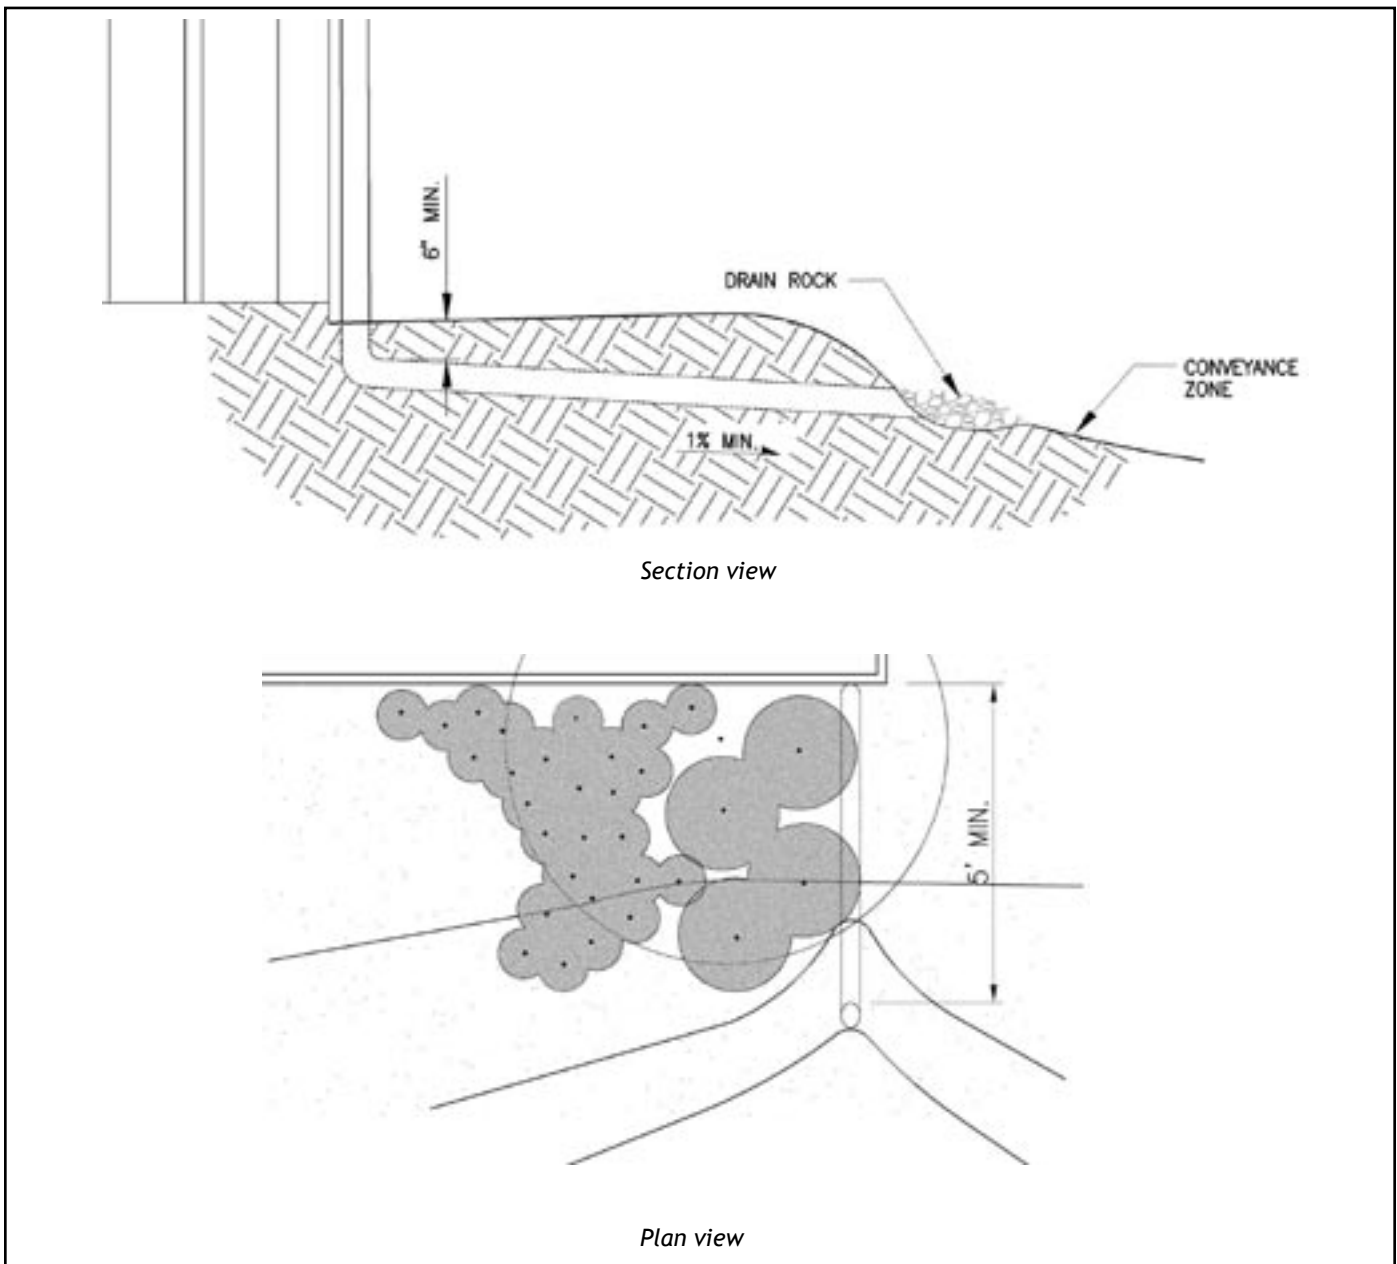 6" MIN.
DRAIN ROCK
CONVEYANCE
ZONE
1% MIN.
Section view
5' MIN.
Plan view